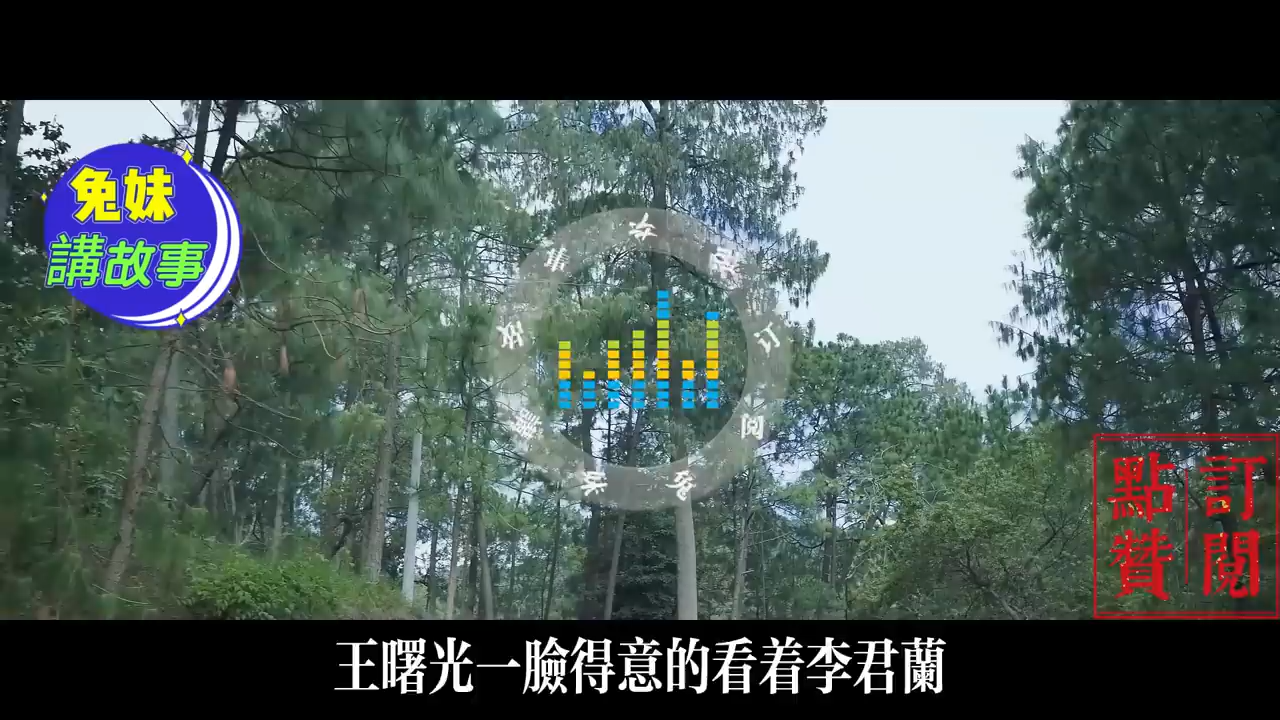 兔妹
講故事
點贊
訂閱
王曙光一臉得意的看着李君蘭